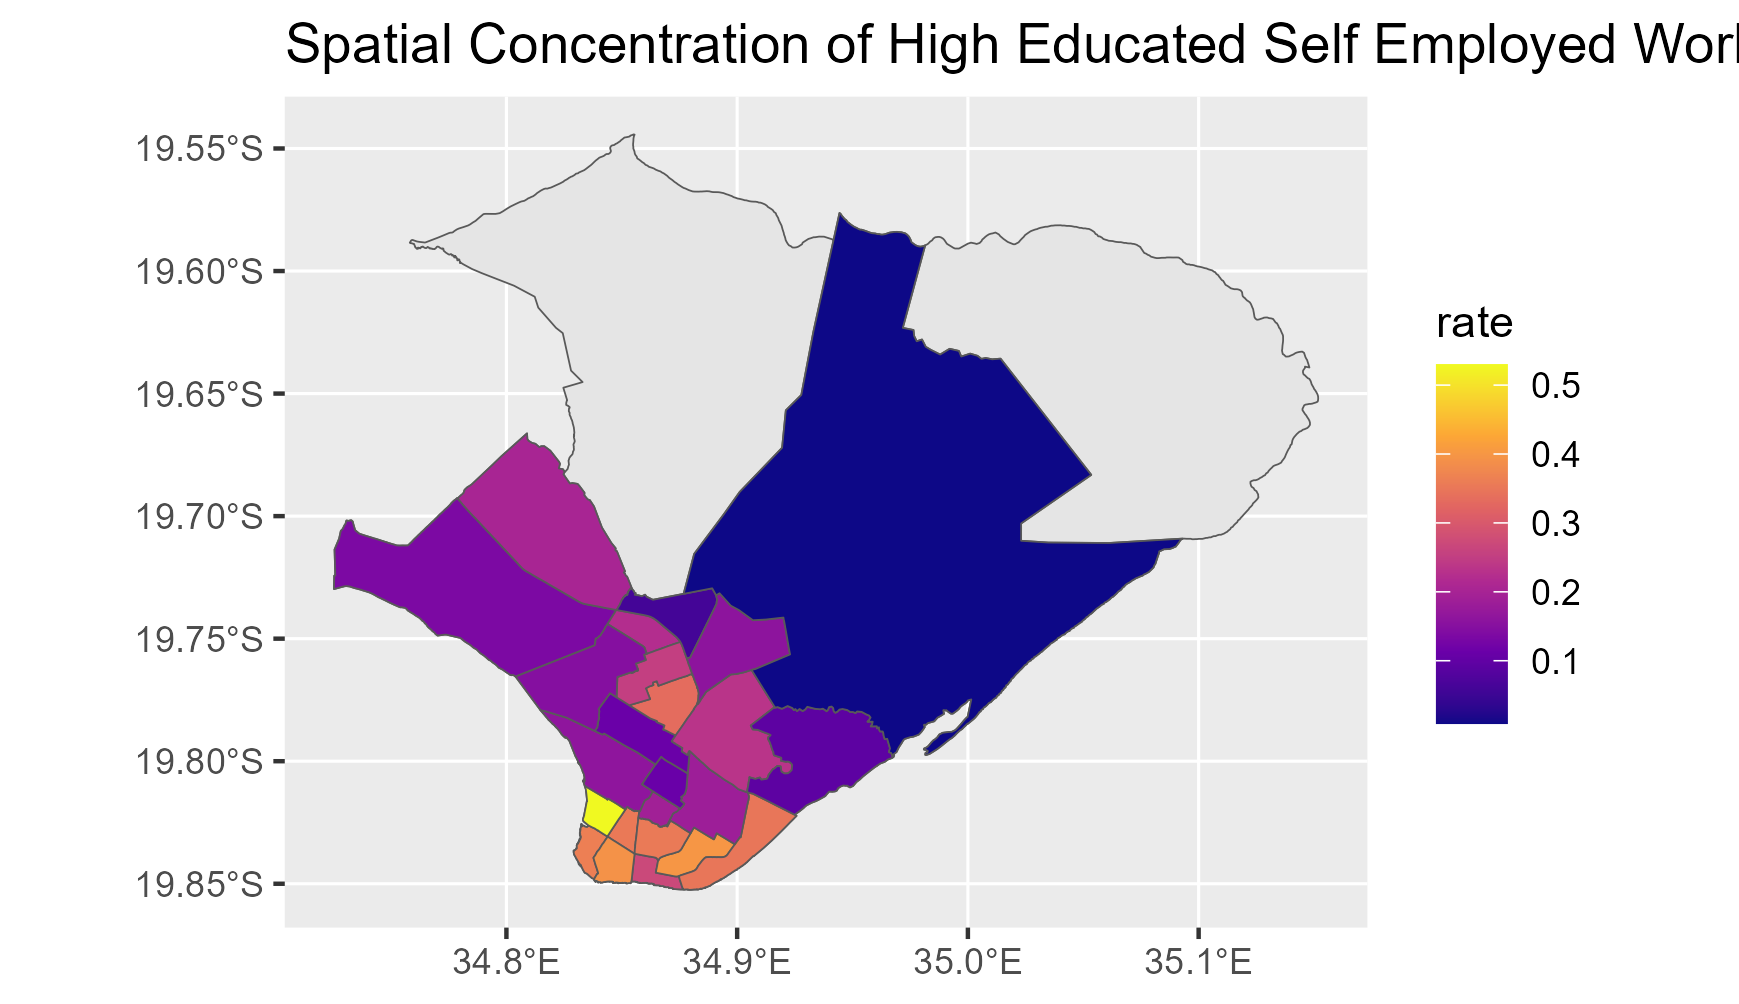 Spatial Concentration of High Educated Self Employed
19.55°S
19.60°S
19.65°S
19.70°S
19.75°S
19.80°S
19.85°S
34.8°E 34.9°E 35.0°E 35.1°E
rate
0.5
0.4
0.3
0.2
0.1